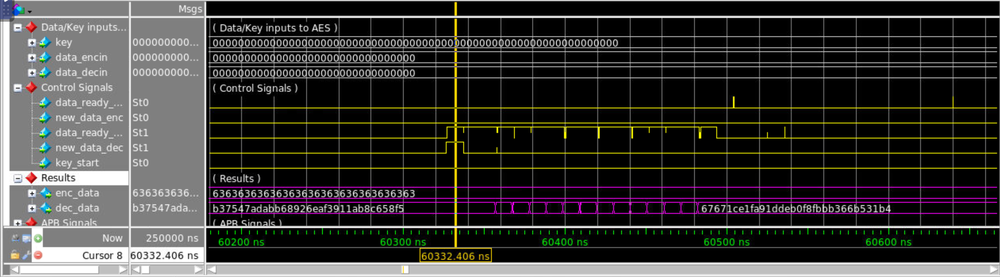 Msgs
Data/Key inputs... ( Data/Key inputs to AES )
key 000000000... 0000000000000000000000000000000000000000000000000000000000000000
data_encin 000000000... 00000000000000000000000000000000
data_decin 000000000... 00000000000000000000000000000000
Control Signals ( Control Signals )
data_ready_... St0
new_data_enc St0
data_ready_... St1
new_data_dec St1
key_start St0
Results ( Results )
enc_data 636363636... 63636363636363636363636363636363
dec_data b37547ada... b37547adabb68926eaf3911ab8c658f5 67671ce1fa91ddeb0f8fbbb366b531b4
APB Signals ( APB Signals )
Now 250000 ns 60200 ns 60300 ns 60400 ns 60500 ns 60600 ns
Cursor 8 60332.406 ns 60332.406 ns